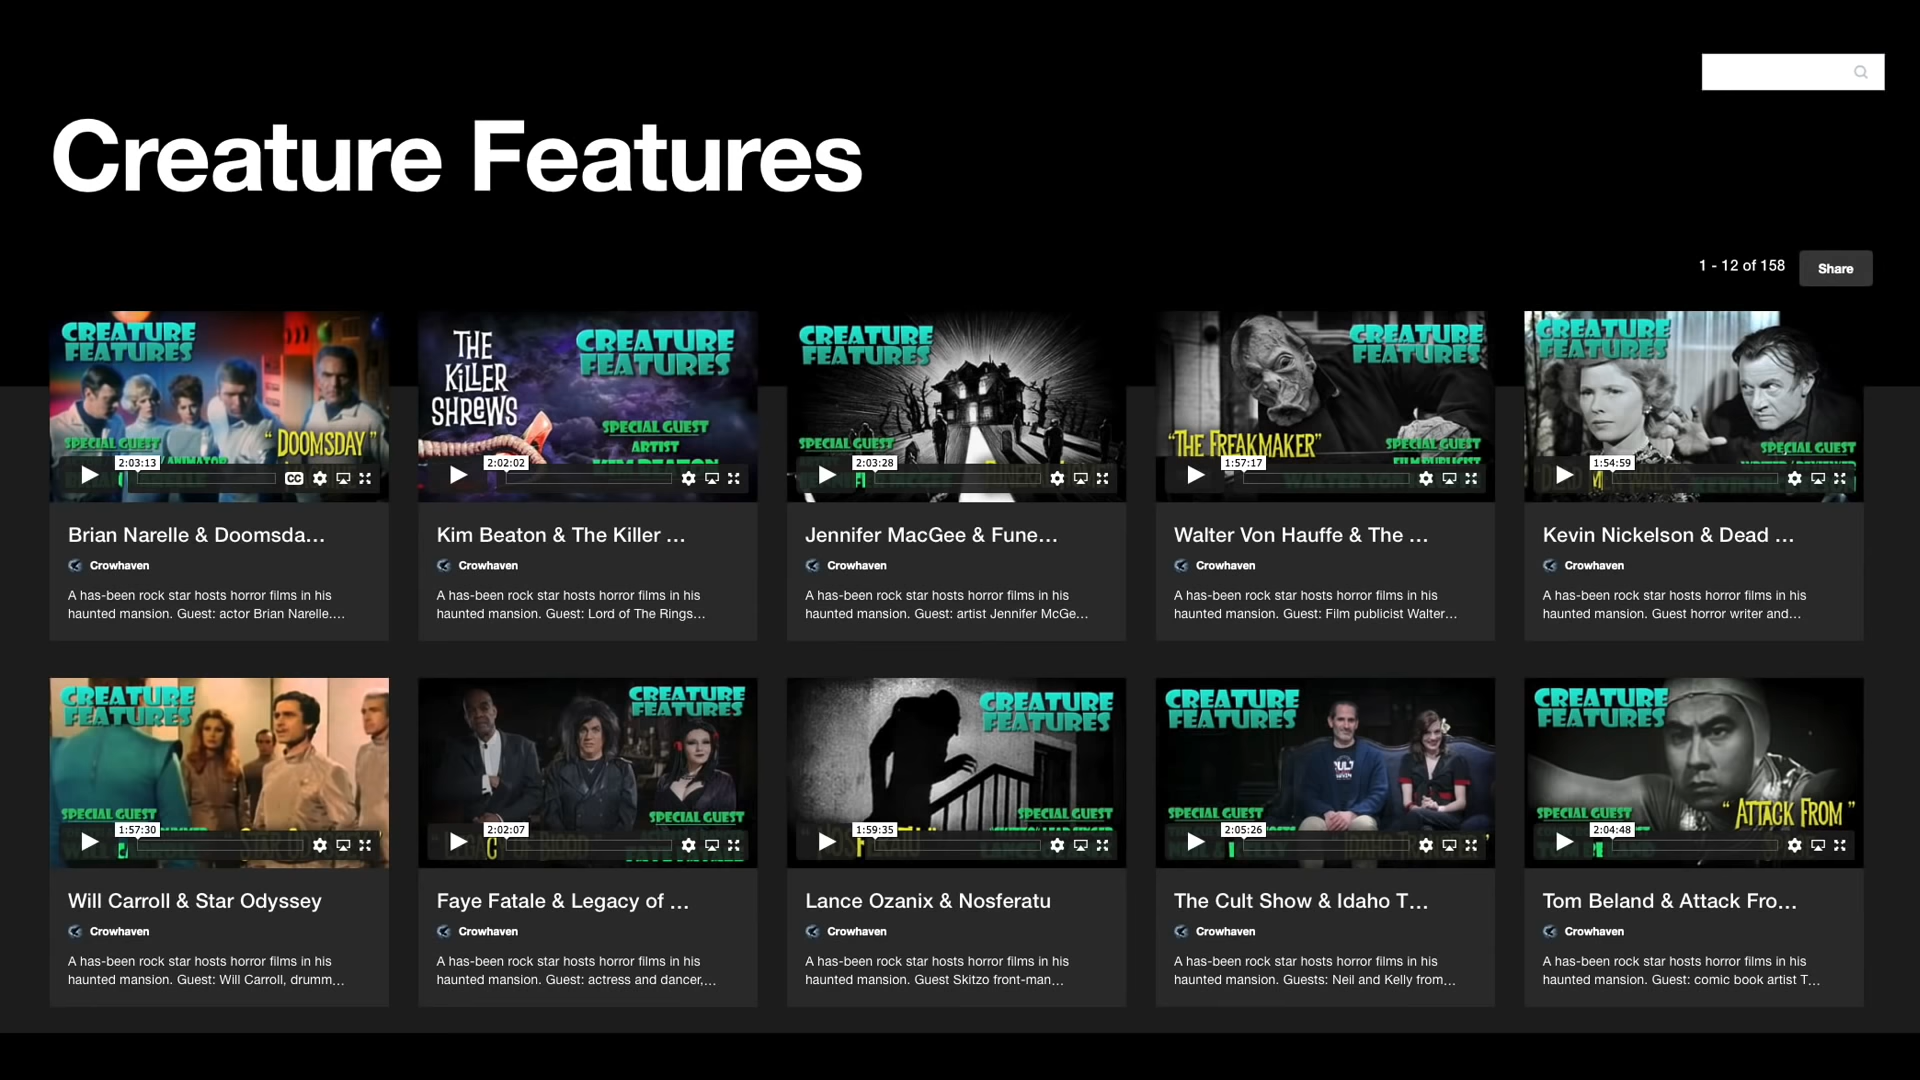 Creature Features
1 - 12 of 158
Share
CREATURE
FEATURES
SPECIAL GUEST
"DOOMSDAY"
2:03:13
CC
Brian Narelle & Doomsda...
Crowhaven
A has-been rock star hosts horror films in his
haunted mansion. Guest: actor Brian Narelle....
THE
KILLER
SHREWS
CREATURE
FEATURES
SPECIAL GUEST
ARTIST
KIM BEATON
2:02:02
Kim Beaton & The Killer ...
Crowhaven
A has-been rock star hosts horror films in his
haunted mansion. Guest: Lord of The Rings...
CREATURE
FEATURES
SPECIAL GUEST
2:03:28
Jennifer MacGee & Fune...
Crowhaven
A has-been rock star hosts horror films in his
haunted mansion. Guest: artist Jennifer McGe...
CREATURE
FEATURES
"THE FREAKMAKER"
SPECIAL GUEST
FILM PUBLICIST
1:57:17
Walter Von Hauffe & The ...
Crowhaven
A has-been rock star hosts horror films in his
haunted mansion. Guest: Film publicist Walter...
CREATURE
FEATURES
SPECIAL GUEST
1:54:59
Kevin Nickelson & Dead ...
Crowhaven
A has-been rock star hosts horror films in his
haunted mansion. Guest horror writer and...
CREATURE
FEATURES
SPECIAL GUEST
1:57:30
Will Carroll & Star Odyssey
Crowhaven
A has-been rock star hosts horror films in his
haunted mansion. Guest: Will Carroll, drumm...
CREATURE
FEATURES
SPECIAL GUEST
2:02:07
Faye Fatale & Legacy of ...
Crowhaven
A has-been rock star hosts horror films in his
haunted mansion. Guest: actress and dancer,...
CREATURE
FEATURES
SPECIAL GUEST
1:59:35
Lance Ozanix & Nosferatu
Crowhaven
A has-been rock star hosts horror films in his
haunted mansion. Guest Skitzo front-man...
CREATURE
FEATURES
SPECIAL GUEST
2:05:26
The Cult Show & Idaho T...
Crowhaven
A has-been rock star hosts horror films in his
haunted mansion. Guests: Neil and Kelly from...
CREATURE
FEATURES
SPECIAL GUEST
"ATTACK FROM"
2:04:48
Tom Beland & Attack Fro...
Crowhaven
A has-been rock star hosts horror films in his
haunted mansion. Guest: comic book artist T...